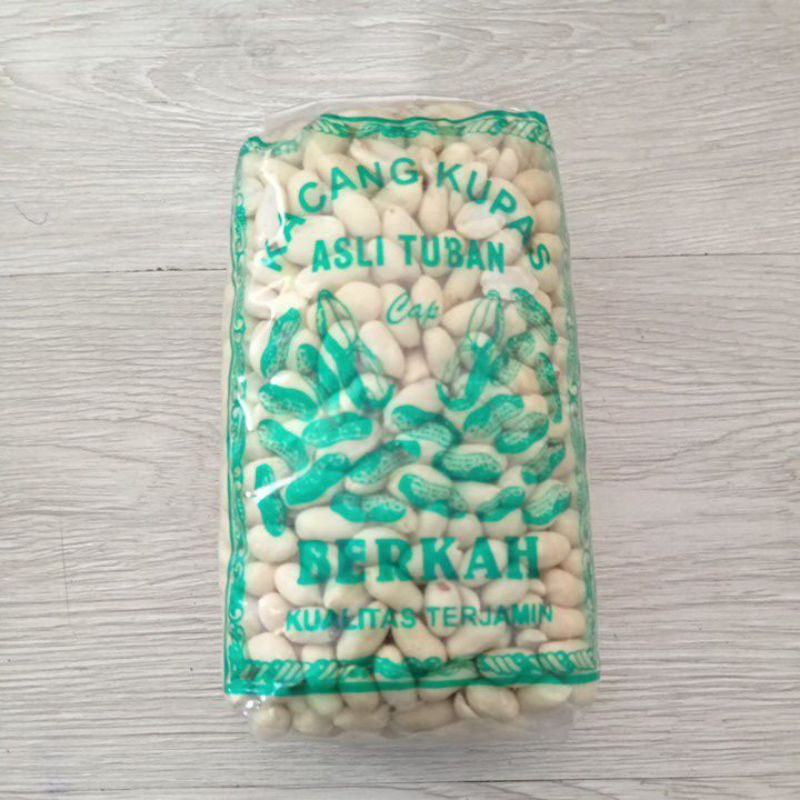 KACANG KUPAS
ASLI TUBAN
Cap
BERKAH
KUALITAS TERJAMIN